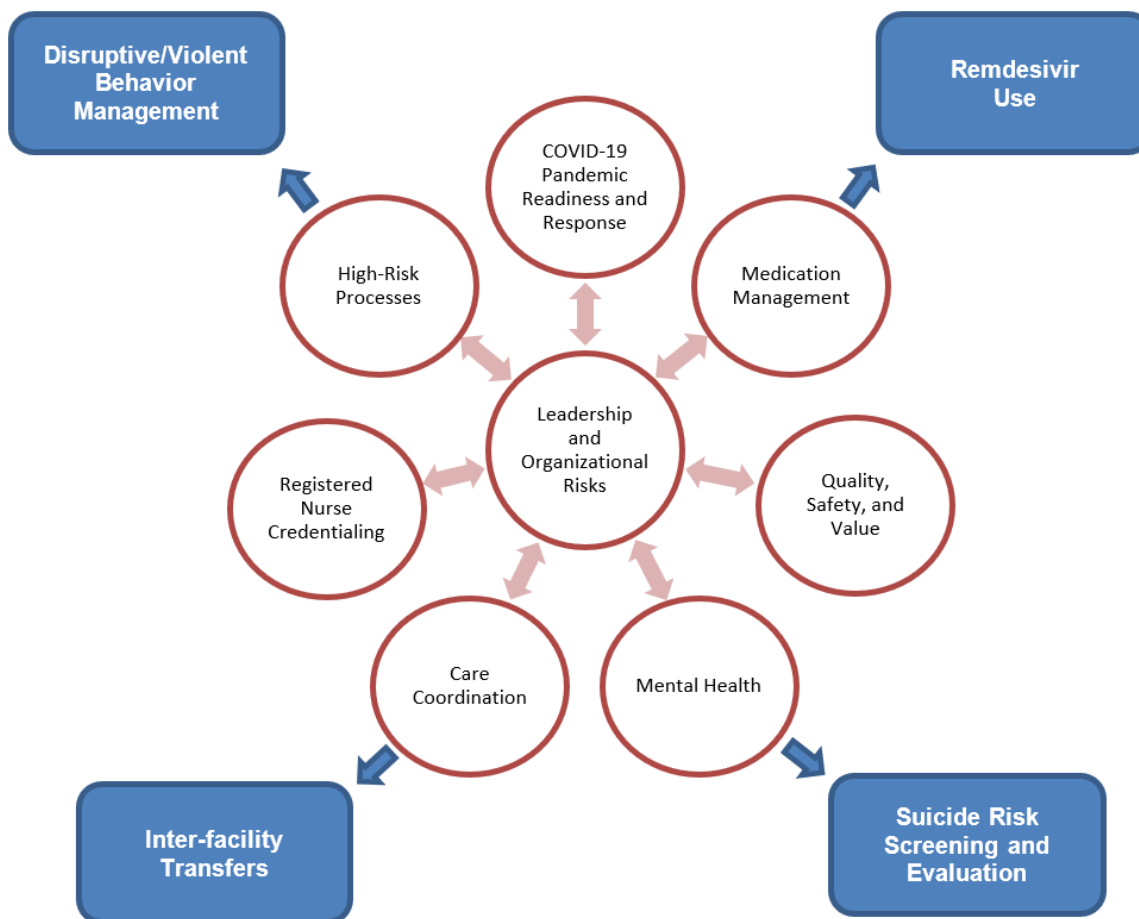 Disruptive/Violent
Behavior
Management
Remdesivir
Use
COVID-19
Pandemic
Readiness and
Response
High-Risk
Processes
Medication
Management
Leadership
and
Organizational
Risks
Registered
Nurse
Credentialing
Quality,
Safety, and
Value
Care
Coordination
Mental Health
Inter-facility
Transfers
Suicide Risk
Screening and
Evaluation